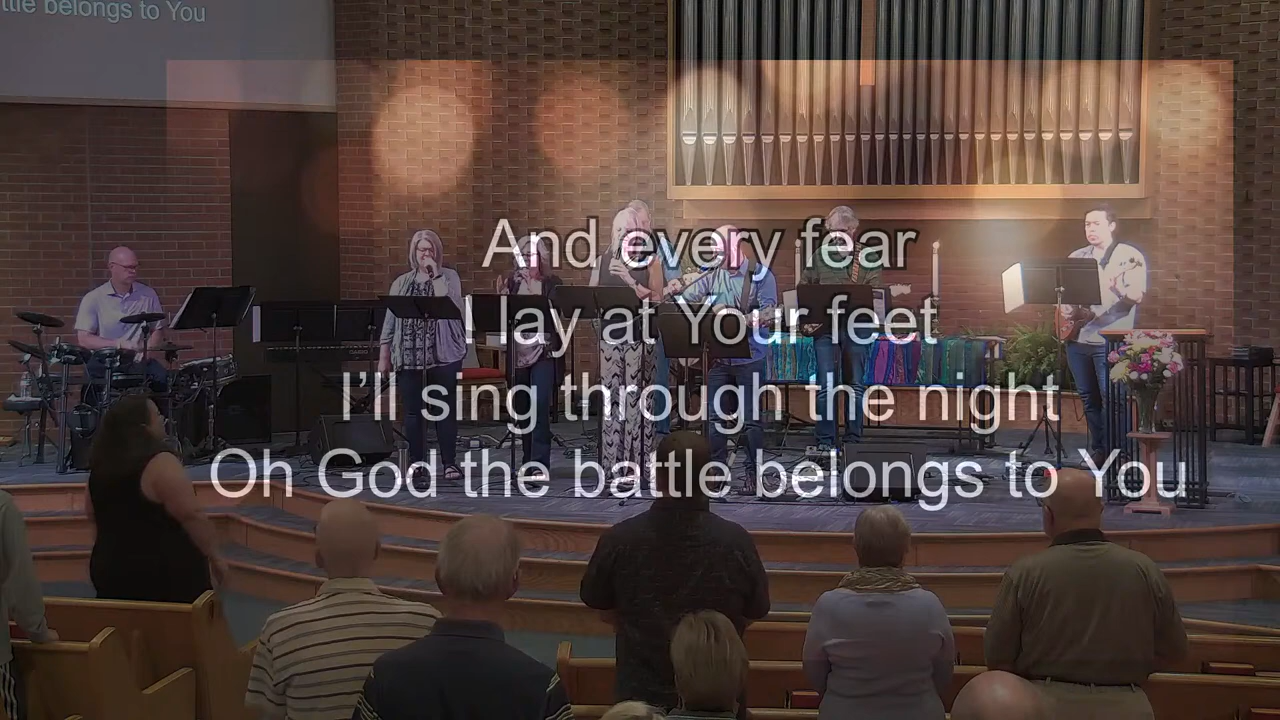 ttle belongs to You
And every fear
I lay at Your feet
I'll sing through the night
Oh God the battle belongs to You